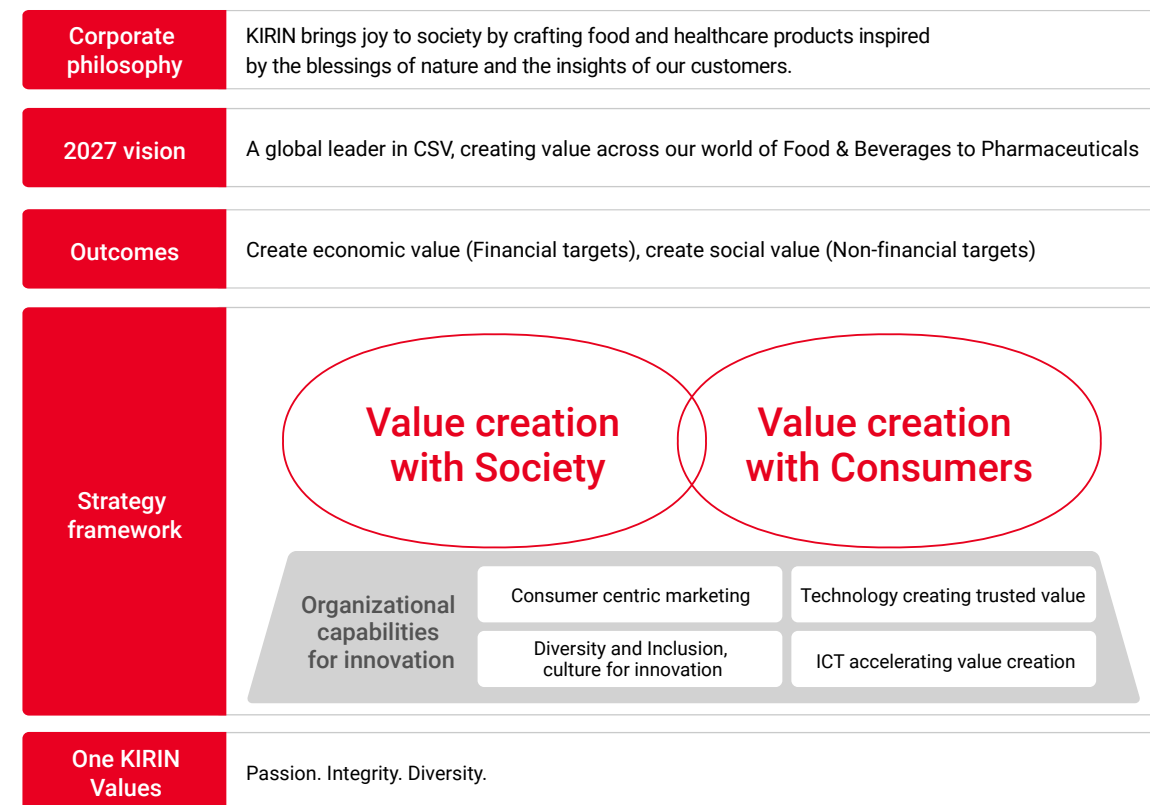 Corporate
philosophy
KIRIN brings joy to society by crafting food and healthcare products inspired
by the blessings of nature and the insights of our customers.
2027 vision
A global leader in CSV, creating value across our world of Food & Beverages to Pharmaceuticals
Outcomes
Create economic value (Financial targets), create social value (Non-financial targets)
Strategy
framework
Value creation
with Society
Value creation
with Consumers
Organizational
capabilities
for innovation
Consumer centric marketing
Technology creating trusted value
Diversity and Inclusion,
culture for innovation
ICT accelerating value creation
One KIRIN
Values
Passion. Integrity. Diversity.